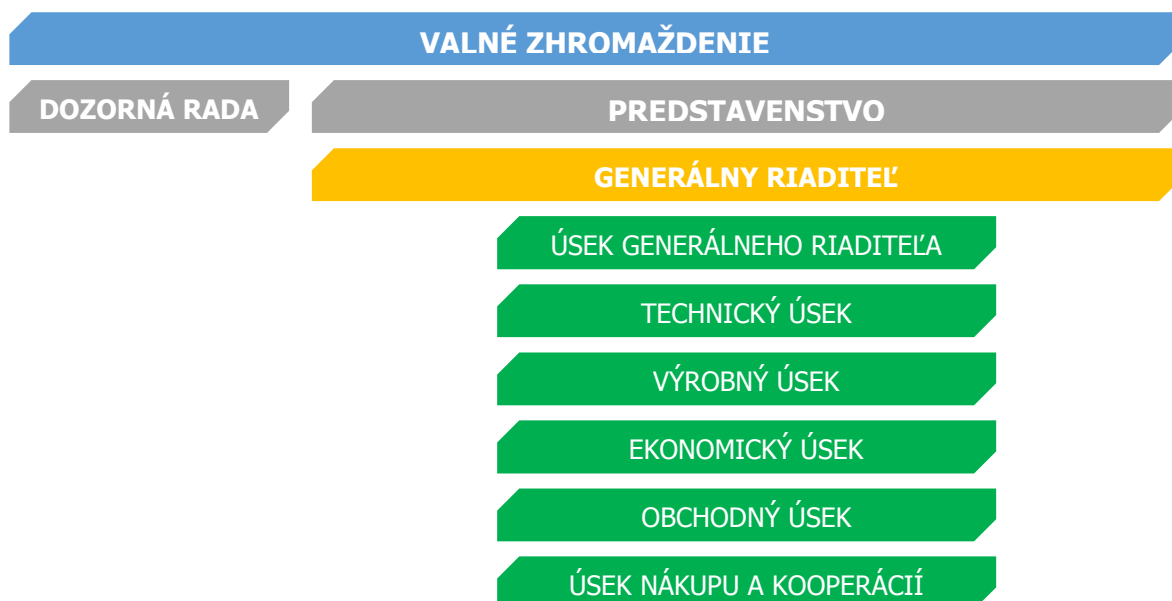 VALNÉ ZHROMAŽDENIE
DOZORNÁ RADA
PREDSTAVENSTVO
GENERÁLNY RIADITEĽ
ÚSEK GENERÁLNEHO RIADITEĽA
TECHNICKÝ ÚSEK
VÝROBNÝ ÚSEK
EKONOMICKÝ ÚSEK
OBCHODNÝ ÚSEK
ÚSEK NÁKUPU A KOOPERÁCIÍ